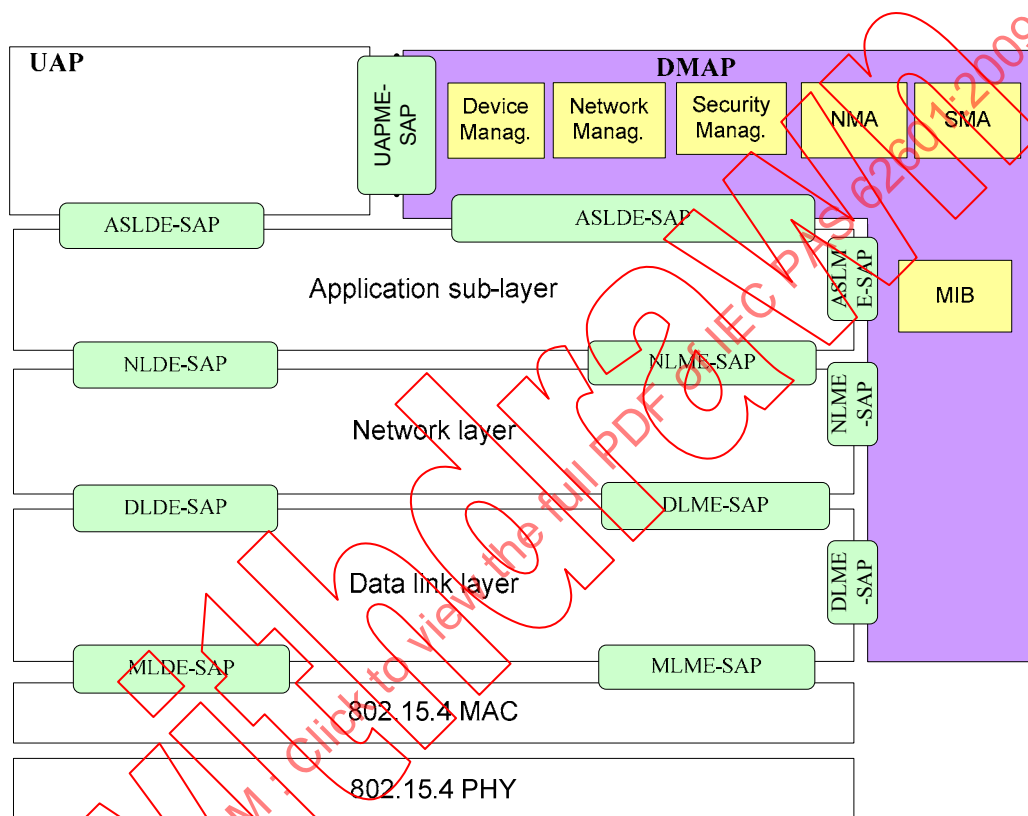 UAP
UAPME-
SAP
DMAP
Device
Manag.
Network
Manag.
Security
Manag.
NMA
SMA
ASLDE-SAP
ASLDE-SAP
Application sub-layer
ASLM
E-SAP
MIB
NLDE-SAP
NLME-SAP
Network layer
NLME
-SAP
DLDE-SAP
DLME-SAP
Data link layer
DLME
-SAP
MLDE-SAP
MLME-SAP
802.15.4 MAC
802.15.4 PHY
M : Click to view the full PDF of IEC PAS 62601:2009
ithdrawn